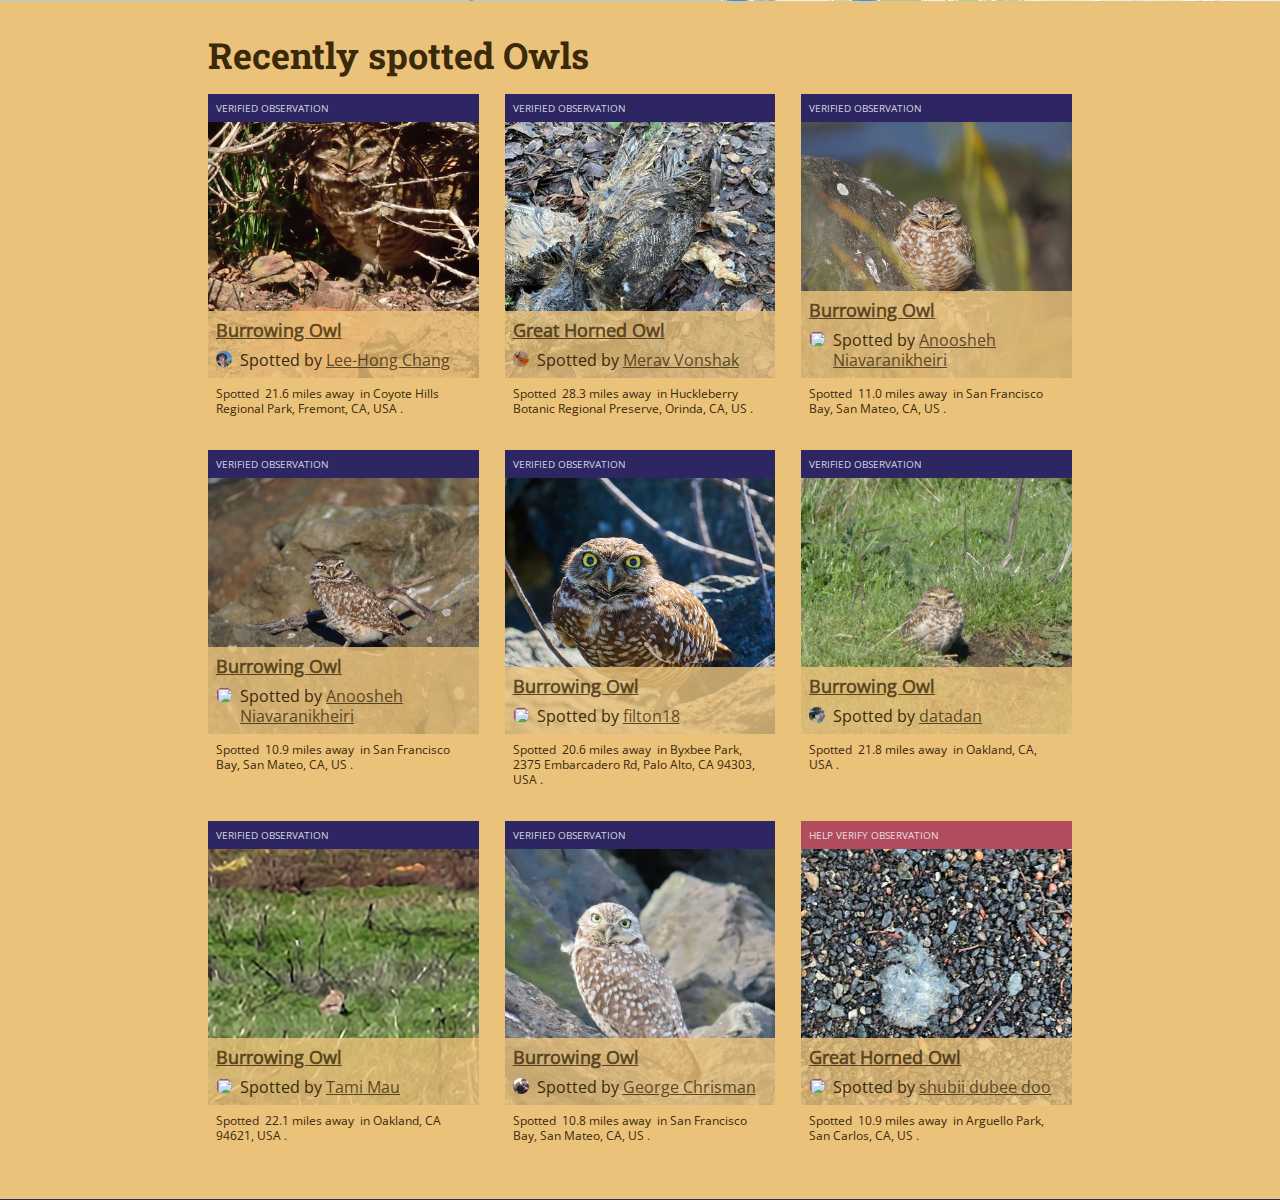 Recently spotted Owls
VERIFIED OBSERVATION
Burrowing Owl
Spotted by Lee-Hong Chang
Spotted 21.6 miles away in Coyote Hills
Regional Park, Fremont, CA, USA .
VERIFIED OBSERVATION
Great Horned Owl
Spotted by Merav Vonshak
Spotted 28.3 miles away in Huckleberry
Botanic Regional Preserve, Orinda, CA, US .
VERIFIED OBSERVATION
Burrowing Owl
Spotted by Anoosheh
Niavaranikheiri
Spotted 11.0 miles away in San Francisco
Bay, San Mateo, CA, US .
VERIFIED OBSERVATION
Burrowing Owl
Spotted by Anoosheh
Niavaranikheiri
Spotted 10.9 miles away in San Francisco
Bay, San Mateo, CA, US .
VERIFIED OBSERVATION
Burrowing Owl
Spotted by filton18
Spotted 20.6 miles away in Byxbee Park,
2375 Embarcadero Rd, Palo Alto, CA 94303,
USA .
VERIFIED OBSERVATION
Burrowing Owl
Spotted by datadan
Spotted 21.8 miles away in Oakland, CA,
USA .
VERIFIED OBSERVATION
Burrowing Owl
Spotted by Tami Mau
Spotted 22.1 miles away in Oakland, CA
94621, USA .
VERIFIED OBSERVATION
Burrowing Owl
Spotted by George Chrisman
Spotted 10.8 miles away in San Francisco
Bay, San Mateo, CA, US .
HELP VERIFY OBSERVATION
Great Horned Owl
Spotted by shubii dubee doo
Spotted 10.9 miles away in Arguello Park,
San Carlos, CA, US .